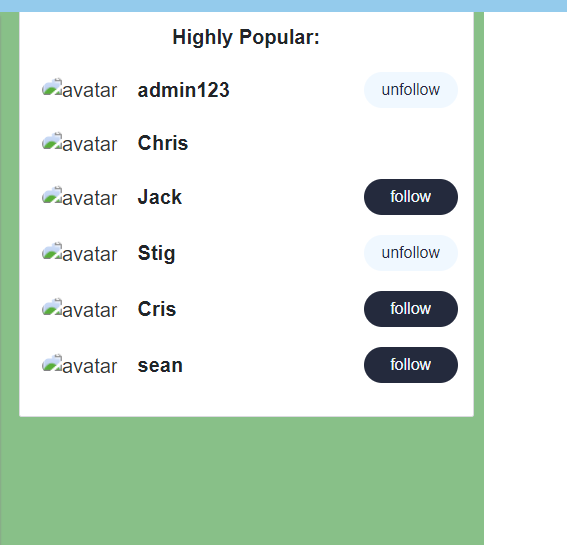 Highly Popular:
avatar admin123 unfollow
avatar Chris
avatar Jack follow
avatar Stig unfollow
avatar Cris follow
avatar sean follow